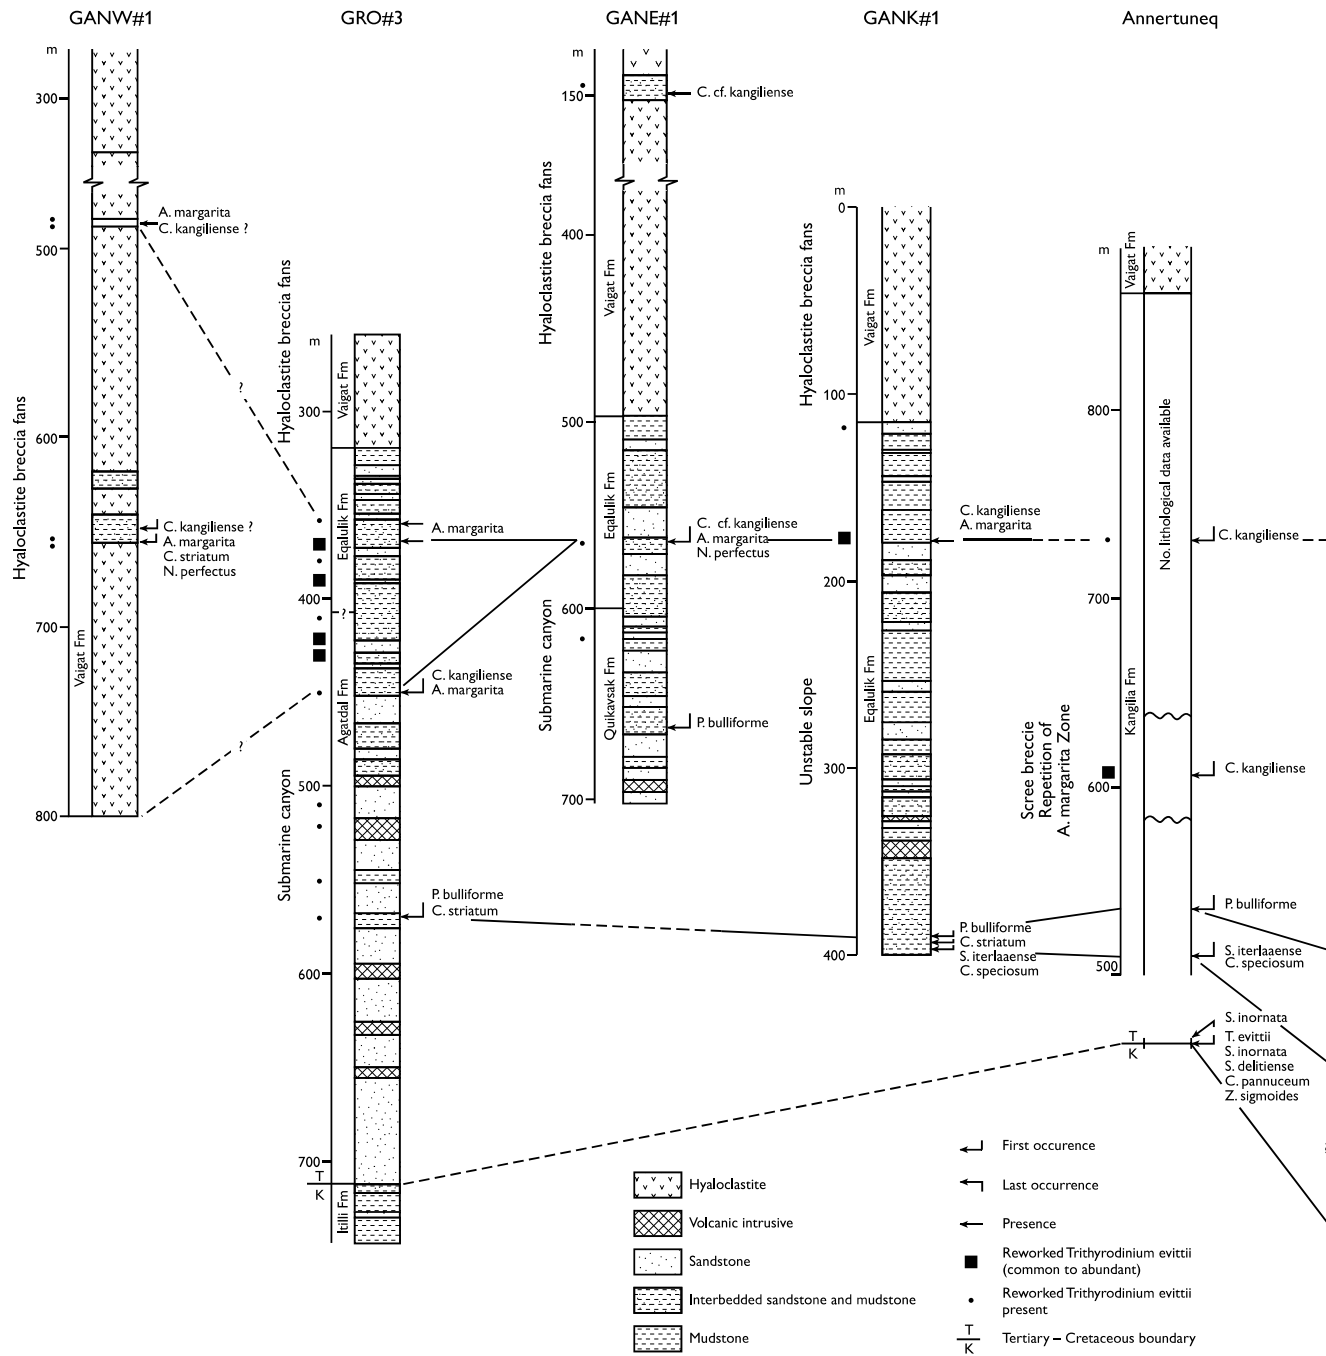 GANW#1
GRO#3
GANE#1
GANK#1
Annertuneq
m
300
500
600
700
800
Hyaloclastite breccia fans
Vaigat Fm
A. margarita
C. kangiliense ?
C. kangiliense ?
A. margarita
C. striatum
N. perfectus
?
?
m
300
400
500
600
700
Hyaloclastite breccia fans
Submarine canyon
Vaigat Fm
Eqalulik Fm
?
Agatdal Fm
T
K
Itilli Fm
A. margarita
C. kangiliense
A. margarita
P. bulliforme
C. striatum
m
150
400
500
600
700
Hyaloclastite breccia fans
Submarine canyon
Vaigat Fm
Eqalulik Fm
Quikavsak Fm
C. cf. kangiliense
C. cf. kangiliense
A. margarita
N. perfectus
P. bulliforme
m
0
100
200
300
400
Hyaloclastite breccia fans
Unstable slope
Vaigat Fm
Eqalulik Fm
C. kangiliense
A. margarita
P. bulliforme
C. striatum
S. iterlaaense
C. speciosum
m
800
700
600
500
Vaigat Fm
Kangilia Fm
No. lithological data available
Scree breccie
Repetition of
A. margarita Zone
C. kangiliense
C. kangiliense
P. bulliforme
S. iterlaaense
C. speciosum
T
K
S. inornata
T. evittii
S. inornata
S. delitiense
C. pannuceum
Z. sigmoides
Hyaloclastite
Volcanic intrusive
Sandstone
Interbedded sandstone and mudstone
Mudstone
First occurence
Last occurrence
Presence
Reworked Trithyrodinium evittii
(common to abundant)
Reworked Trithyrodinium evittii
present
T
K
Tertiary – Cretaceous boundary